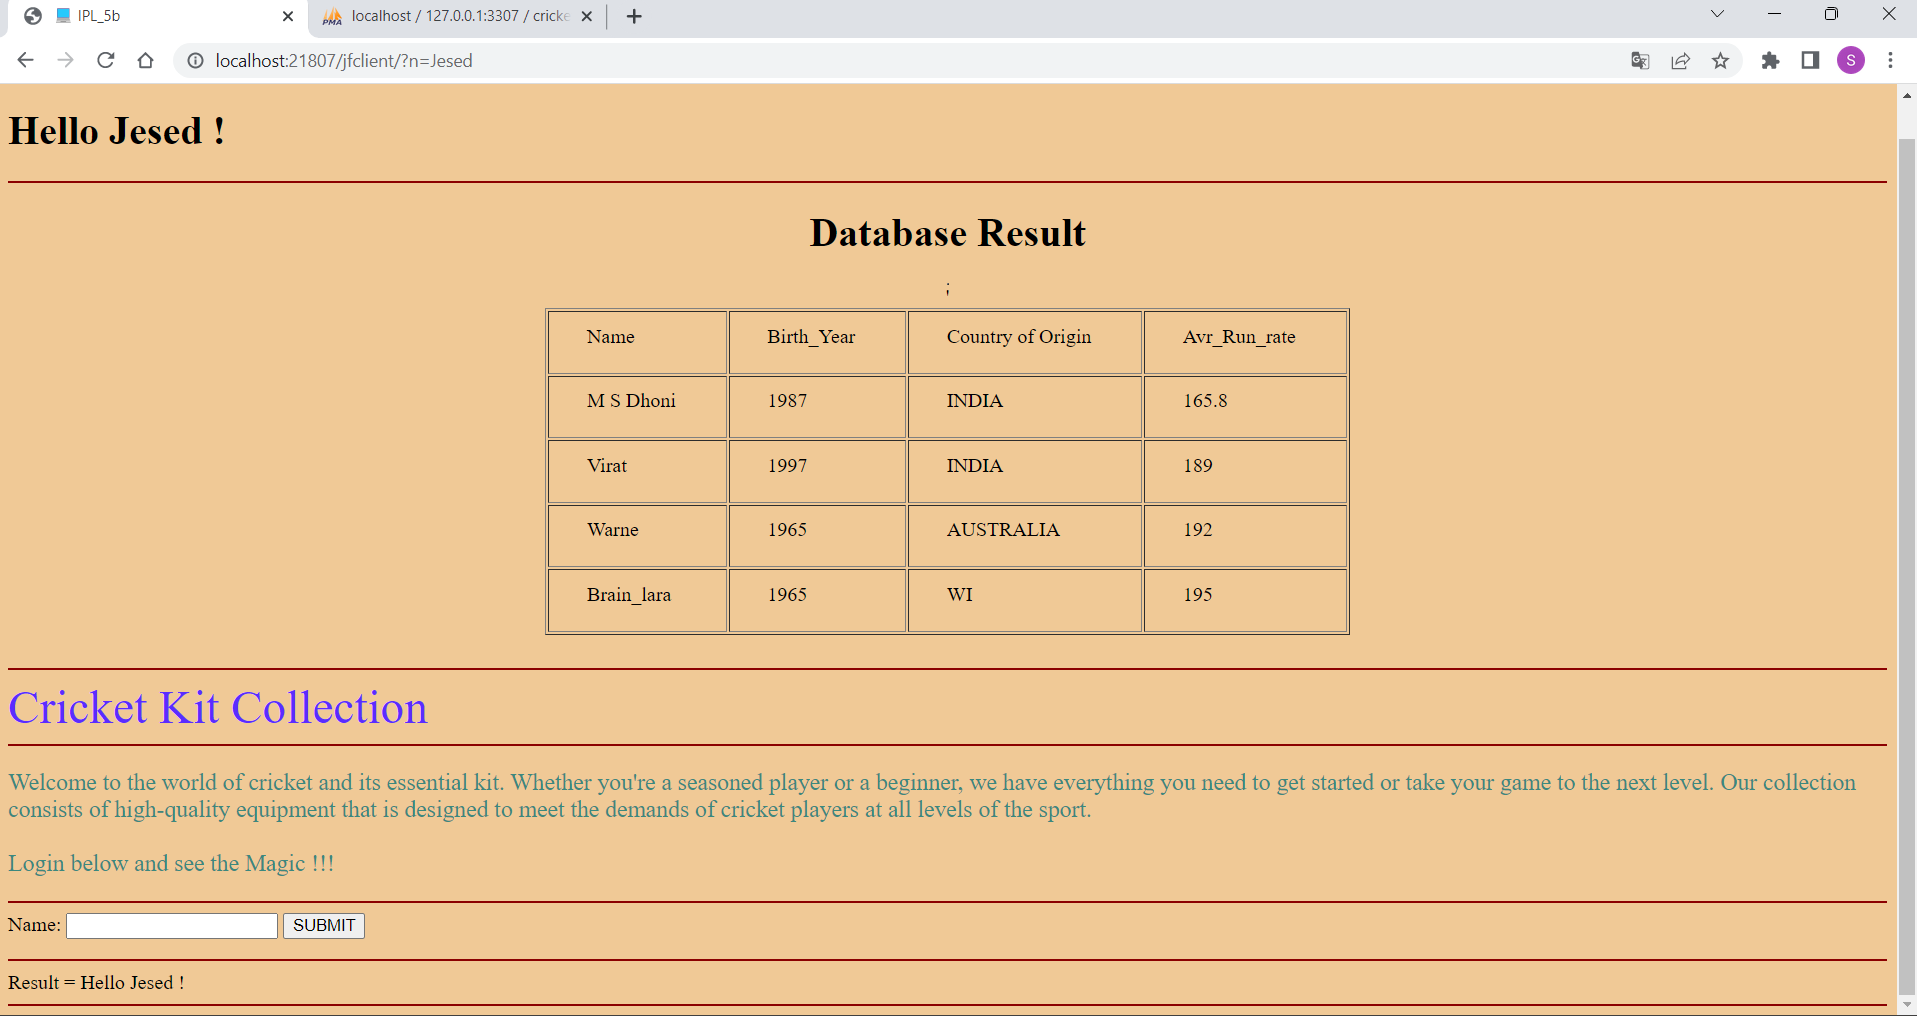 IPL_5b
localhost / 127.0.0.1:3307 / cricke
localhost:21807/jfclient/?n=Jesed
S
Hello Jesed !
Database Result
;
Name Birth_Year Country of Origin Avr_Run_rate
M S Dhoni 1987 INDIA 165.8
Virat 1997 INDIA 189
Warne 1965 AUSTRALIA 192
Brain_lara 1965 WI 195
Cricket Kit Collection
Welcome to the world of cricket and its essential kit. Whether you're a seasoned player or a beginner, we have everything you need to get started or take your game to the next level. Our collection
consists of high-quality equipment that is designed to meet the demands of cricket players at all levels of the sport.
Login below and see the Magic !!!
Name: SUBMIT
Result = Hello Jesed !